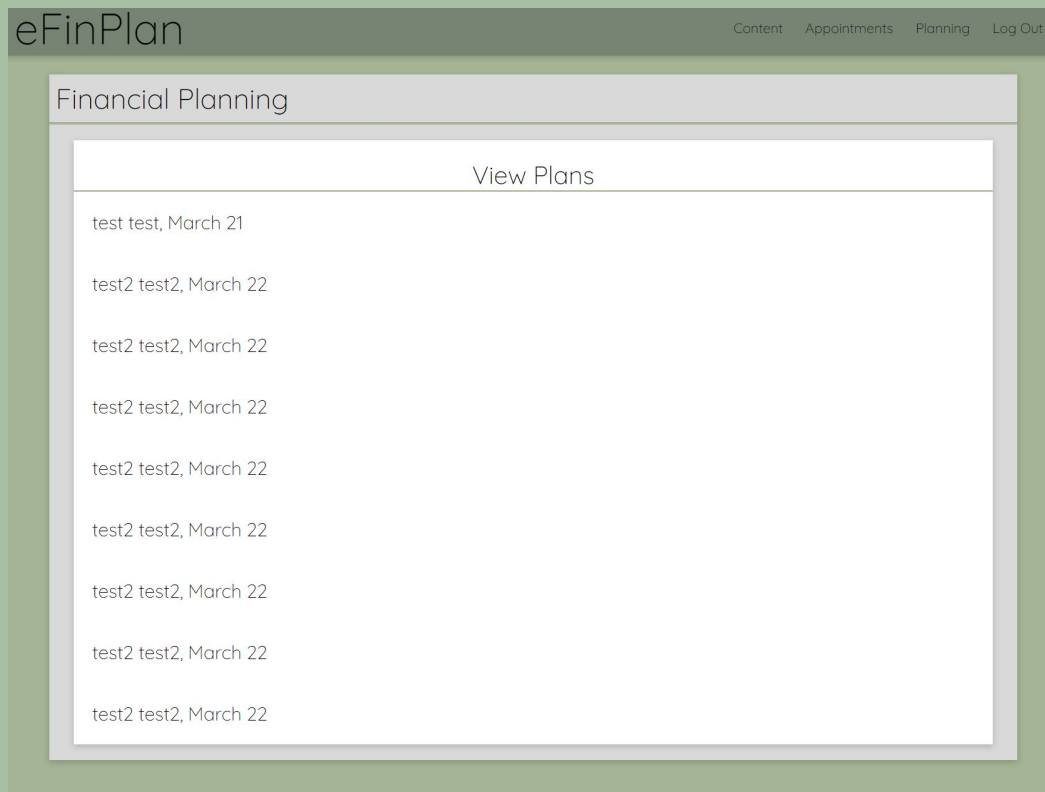 eFinPlan
Content Appointments Planning Log Out
Financial Planning
View Plans
test test, March 21
test2 test2, March 22
test2 test2, March 22
test2 test2, March 22
test2 test2, March 22
test2 test2, March 22
test2 test2, March 22
test2 test2, March 22
test2 test2, March 22